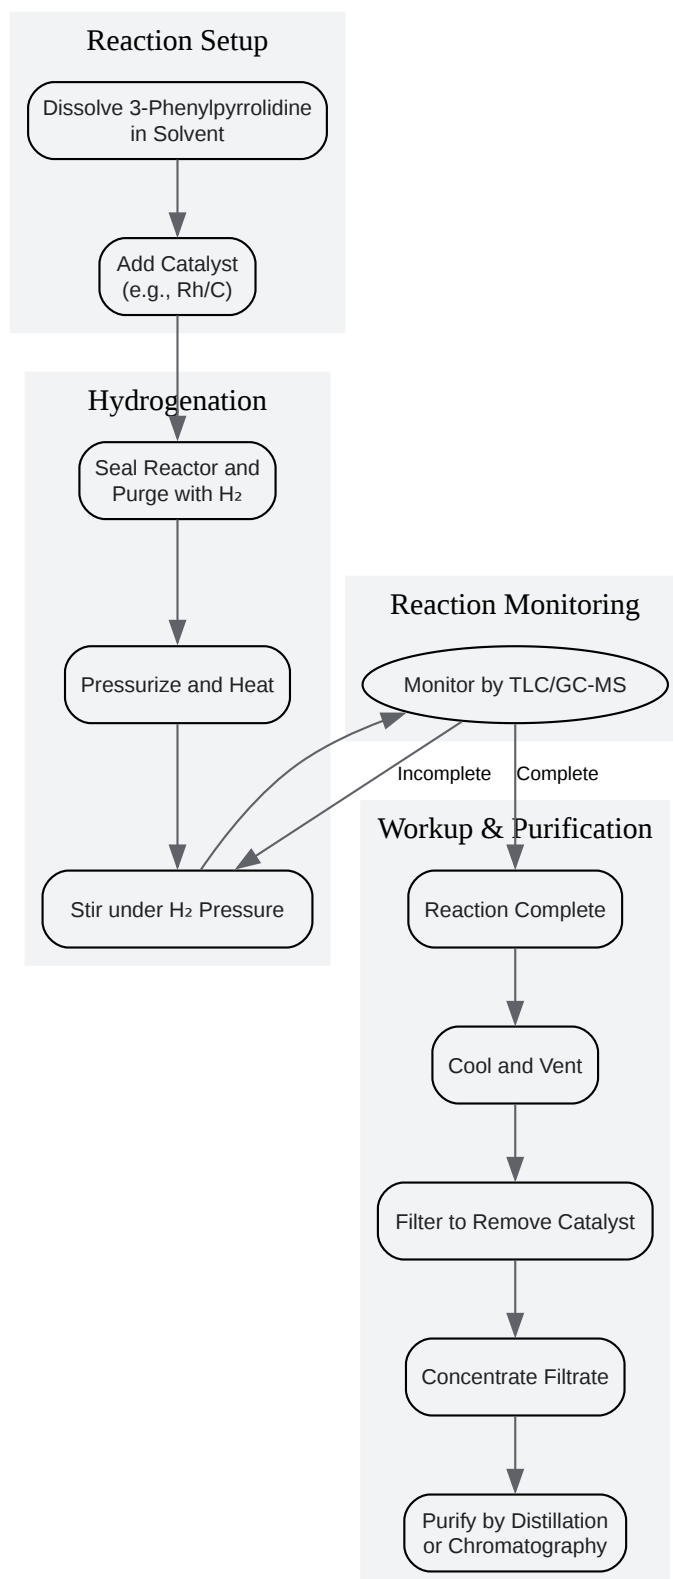 Reaction Setup
Dissolve 3-Phenylpyrrolidine
in Solvent
Add Catalyst
(e.g., Rh/C)
Hydrogenation
Seal Reactor and
Purge with H₂
Pressurize and Heat
Stir under H₂ Pressure
Reaction Monitoring
Monitor by TLC/GC-MS
Incomplete
Complete
Workup & Purification
Reaction Complete
Cool and Vent
Filter to Remove Catalyst
Concentrate Filtrate
Purify by Distillation
or Chromatography